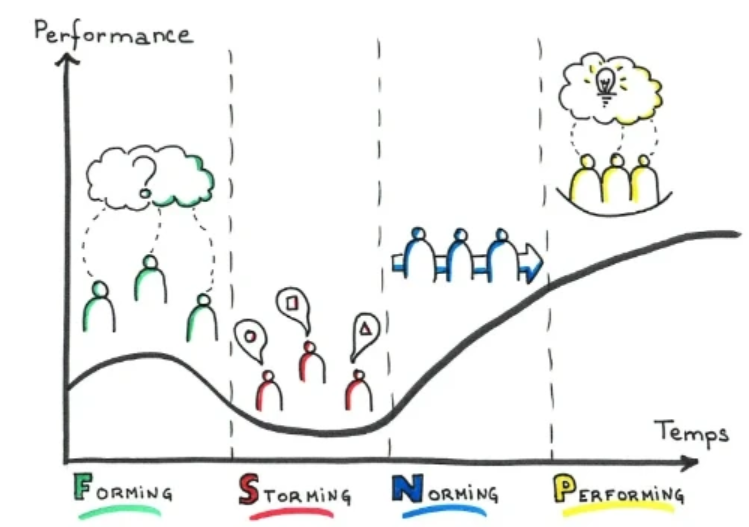 Performance
?
Temps
FORMING
STORMING
NORMING
PERFORMING